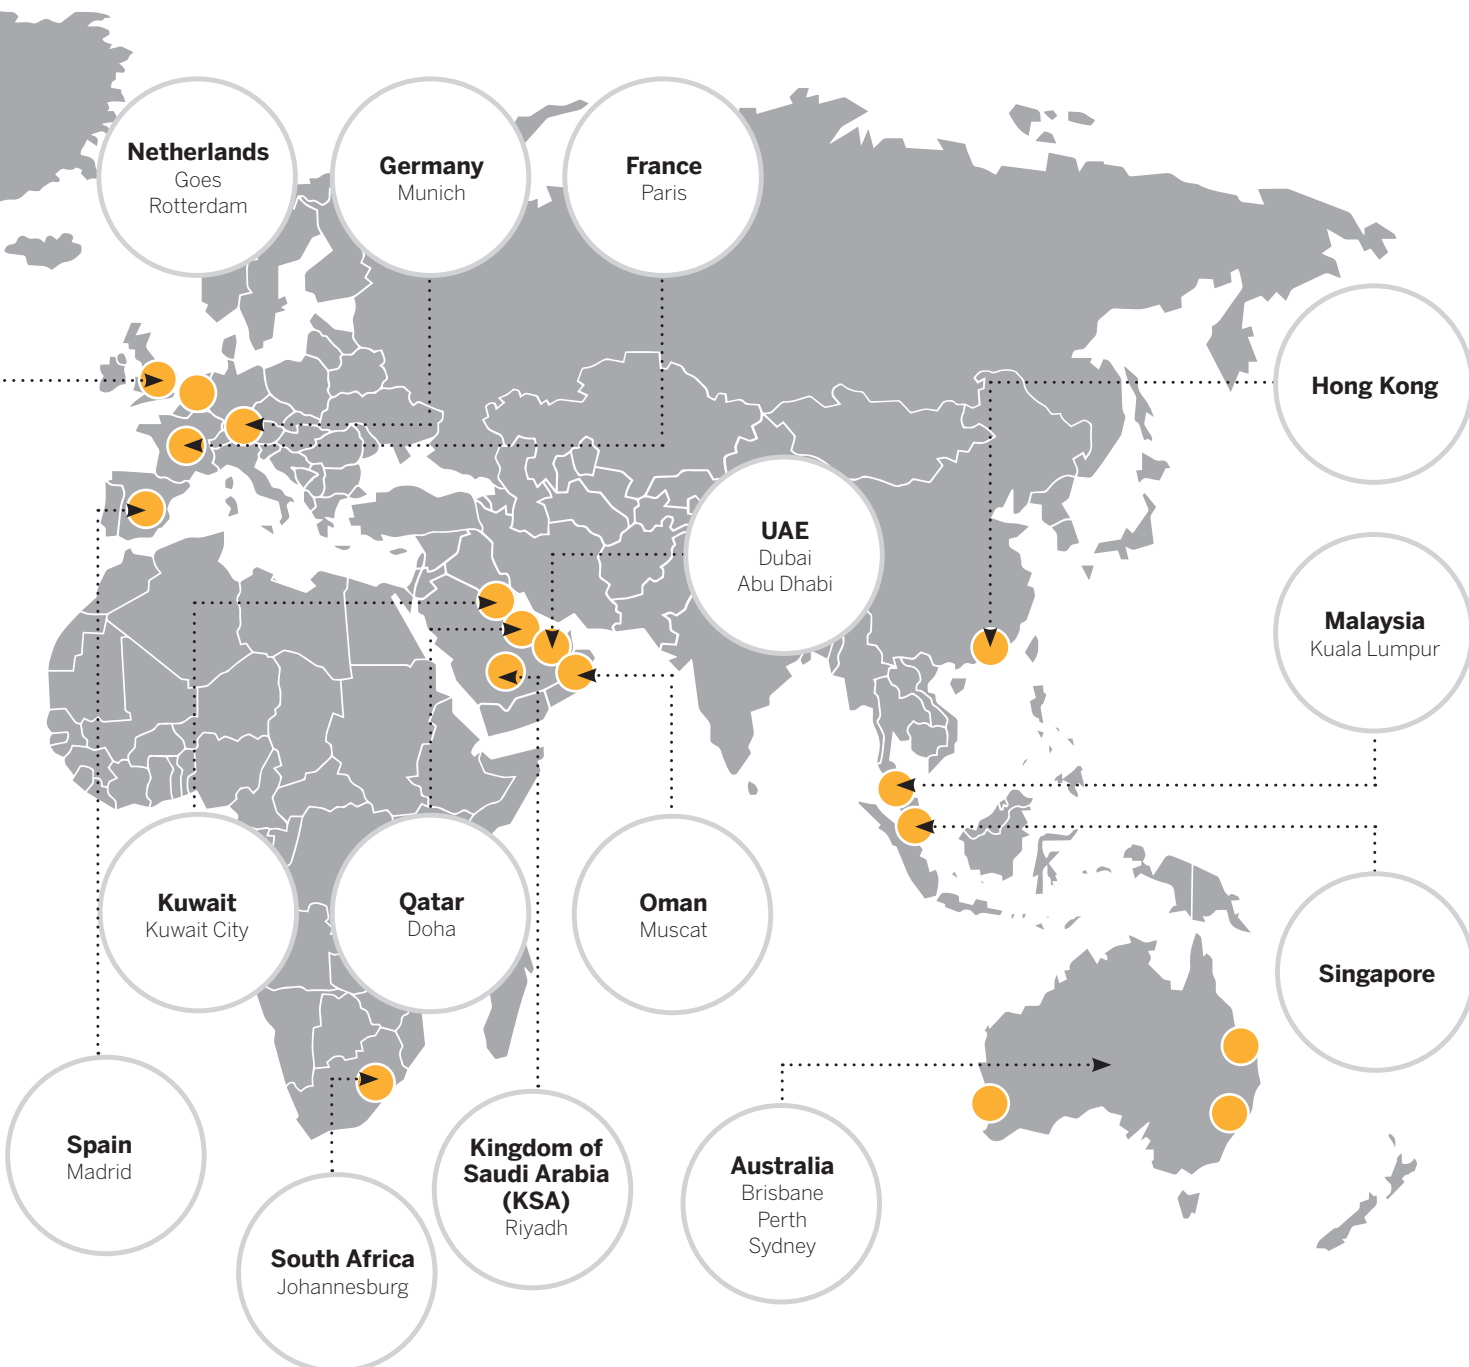 Netherlands
Goes
Rotterdam
Germany
Munich
France
Paris
Hong Kong
UAE
Dubai
Abu Dhabi
Malaysia
Kuala Lumpur
Kuwait
Kuwait City
Qatar
Doha
Oman
Muscat
Singapore
Spain
Madrid
South Africa
Johannesburg
Kingdom of
Saudi Arabia
(KSA)
Riyadh
Australia
Brisbane
Perth
Sydney